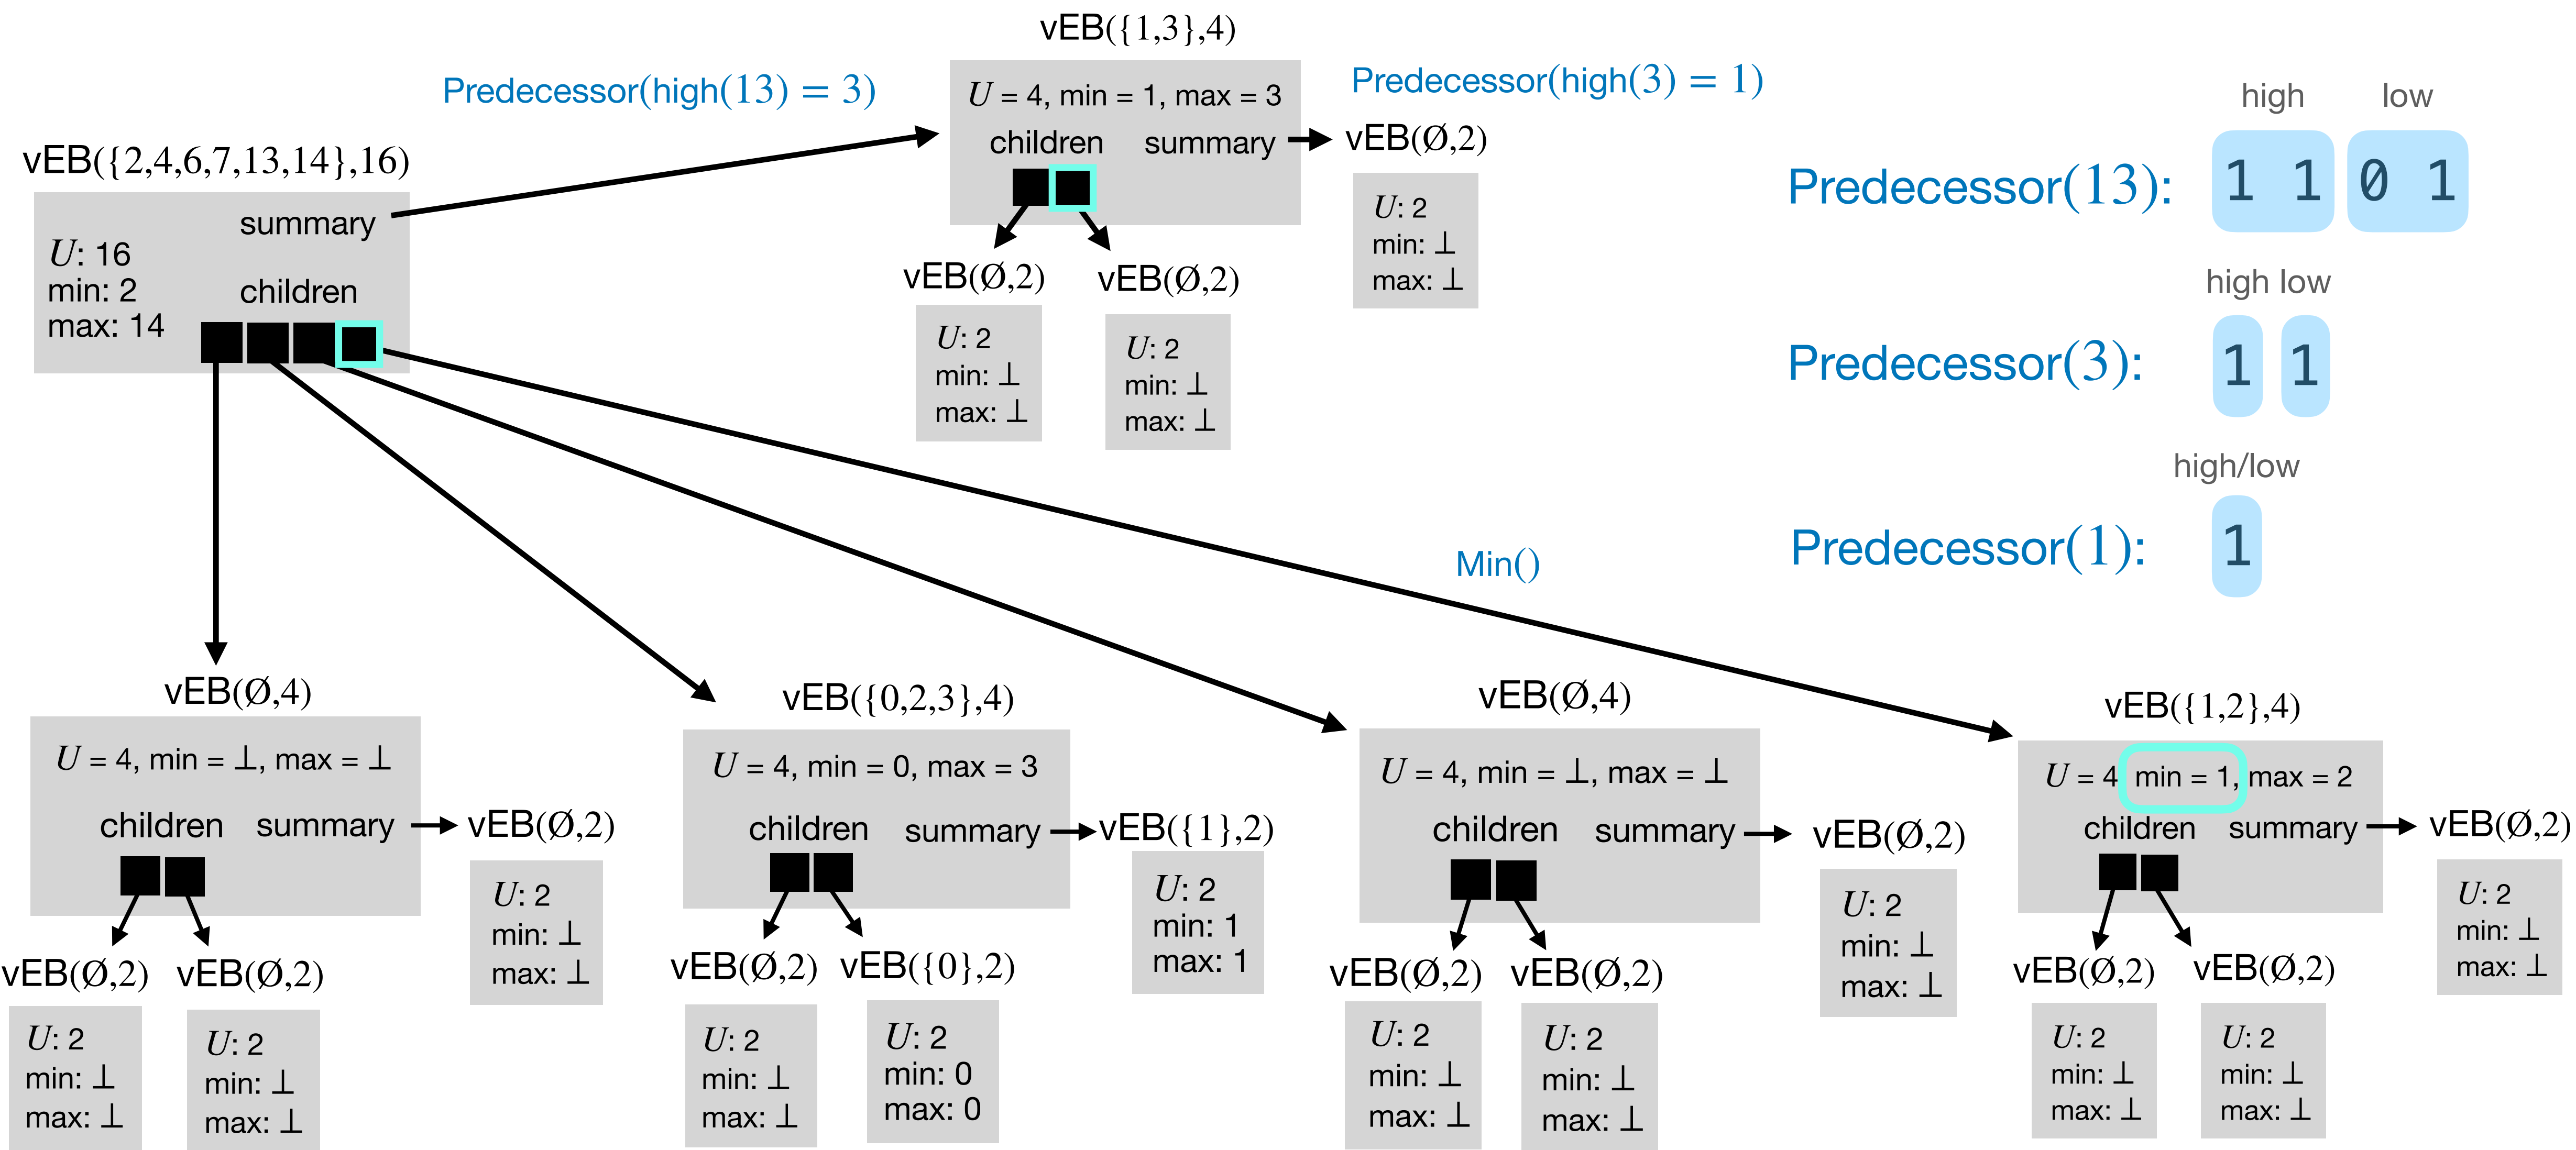 vEB({1,3},4)
Predecessor(high(13) = 3)
U = 4, min = 1, max = 3
children summary
Predecessor(high(3) = 1)
vEB(Ø,2)
U: 2
min: ⊥
max: ⊥
vEB(Ø,2)
U: 2
min: ⊥
max: ⊥
vEB(Ø,2)
U: 2
min: ⊥
max: ⊥
high low
Predecessor(13): 1 1 0 1
high low
Predecessor(3): 1 1
high/low
Predecessor(1): 1
vEB({2,4,6,7,13,14},16)
summary
U: 16
min: 2
max: 14
children
Min()
vEB(Ø,4)
U = 4, min = ⊥, max = ⊥
children summary
vEB(Ø,2)
U: 2
min: ⊥
max: ⊥
vEB(Ø,2)
U: 2
min: ⊥
max: ⊥
vEB(Ø,2)
U: 2
min: ⊥
max: ⊥
vEB({0,2,3},4)
U = 4, min = 0, max = 3
children summary
vEB({1},2)
U: 2
min: 1
max: 1
vEB(Ø,2)
U: 2
min: ⊥
max: ⊥
vEB({0},2)
U: 2
min: 0
max: 0
vEB(Ø,4)
U = 4, min = ⊥, max = ⊥
children summary
vEB(Ø,2)
U: 2
min: ⊥
max: ⊥
vEB(Ø,2)
U: 2
min: ⊥
max: ⊥
vEB(Ø,2)
U: 2
min: ⊥
max: ⊥
vEB({1,2},4)
U = 4 min = 1, max = 2
children summary
vEB(Ø,2)
U: 2
min: ⊥
max: ⊥
vEB(Ø,2)
U: 2
min: ⊥
max: ⊥
vEB(Ø,2)
U: 2
min: ⊥
max: ⊥